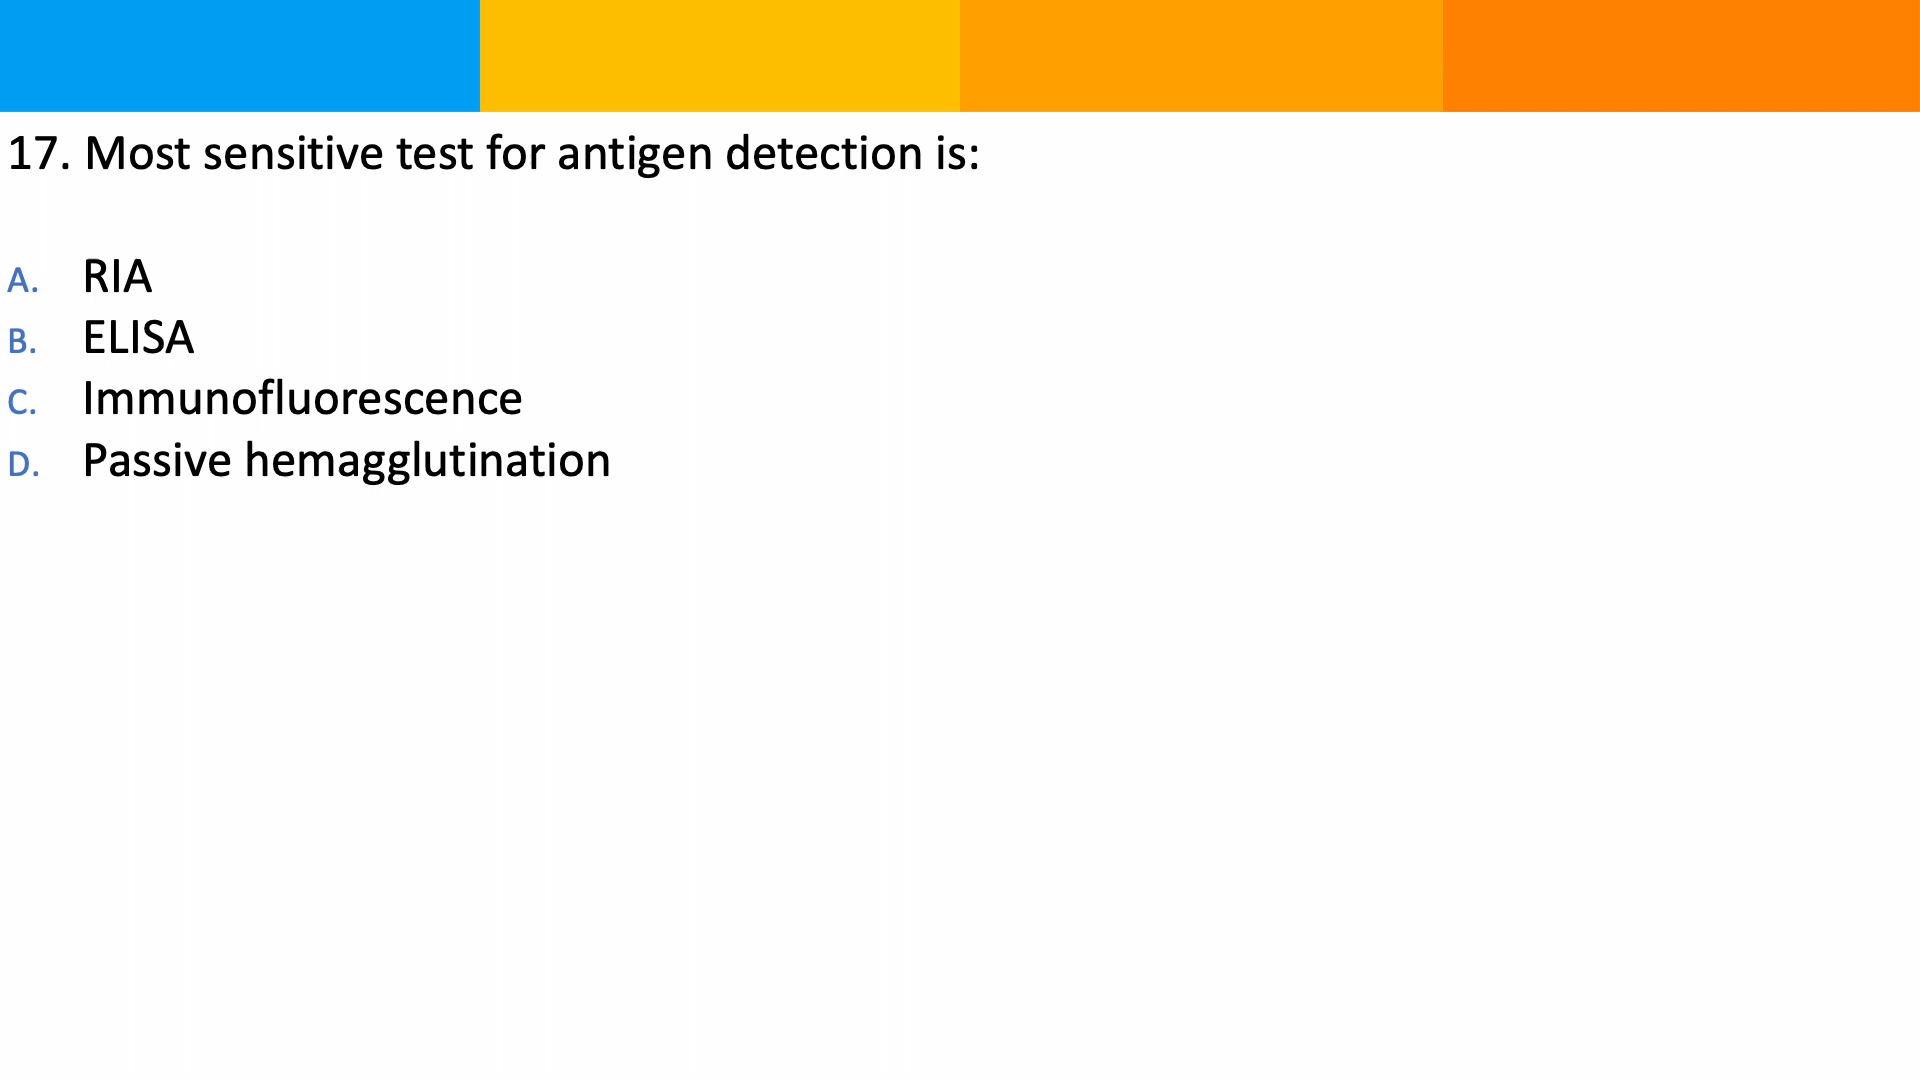 17. Most sensitive test for antigen detection is:
A. RIA
B. ELISA
C. Immunofluorescence
D. Passive hemagglutination